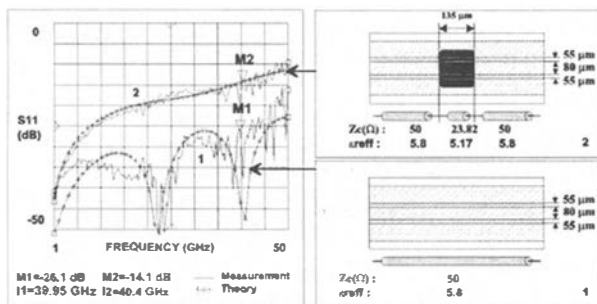 0
S11
(dB)
-50
M2
M1
2
1
1
FREQUENCY (GHz)
50
M1=-26.1 dB M2=-14.1 dB Measurement
f1=39.95 GHz f2=40.4 GHz Theory
135 µm
55 µm
80 µm
55 µm
Zc(Ω) 50 23.82 50
εreff : 5.8 5.17 5.8 2
55 µm
80 µm
55 µm
Zc(Ω) 50
εreff : 5.8 1